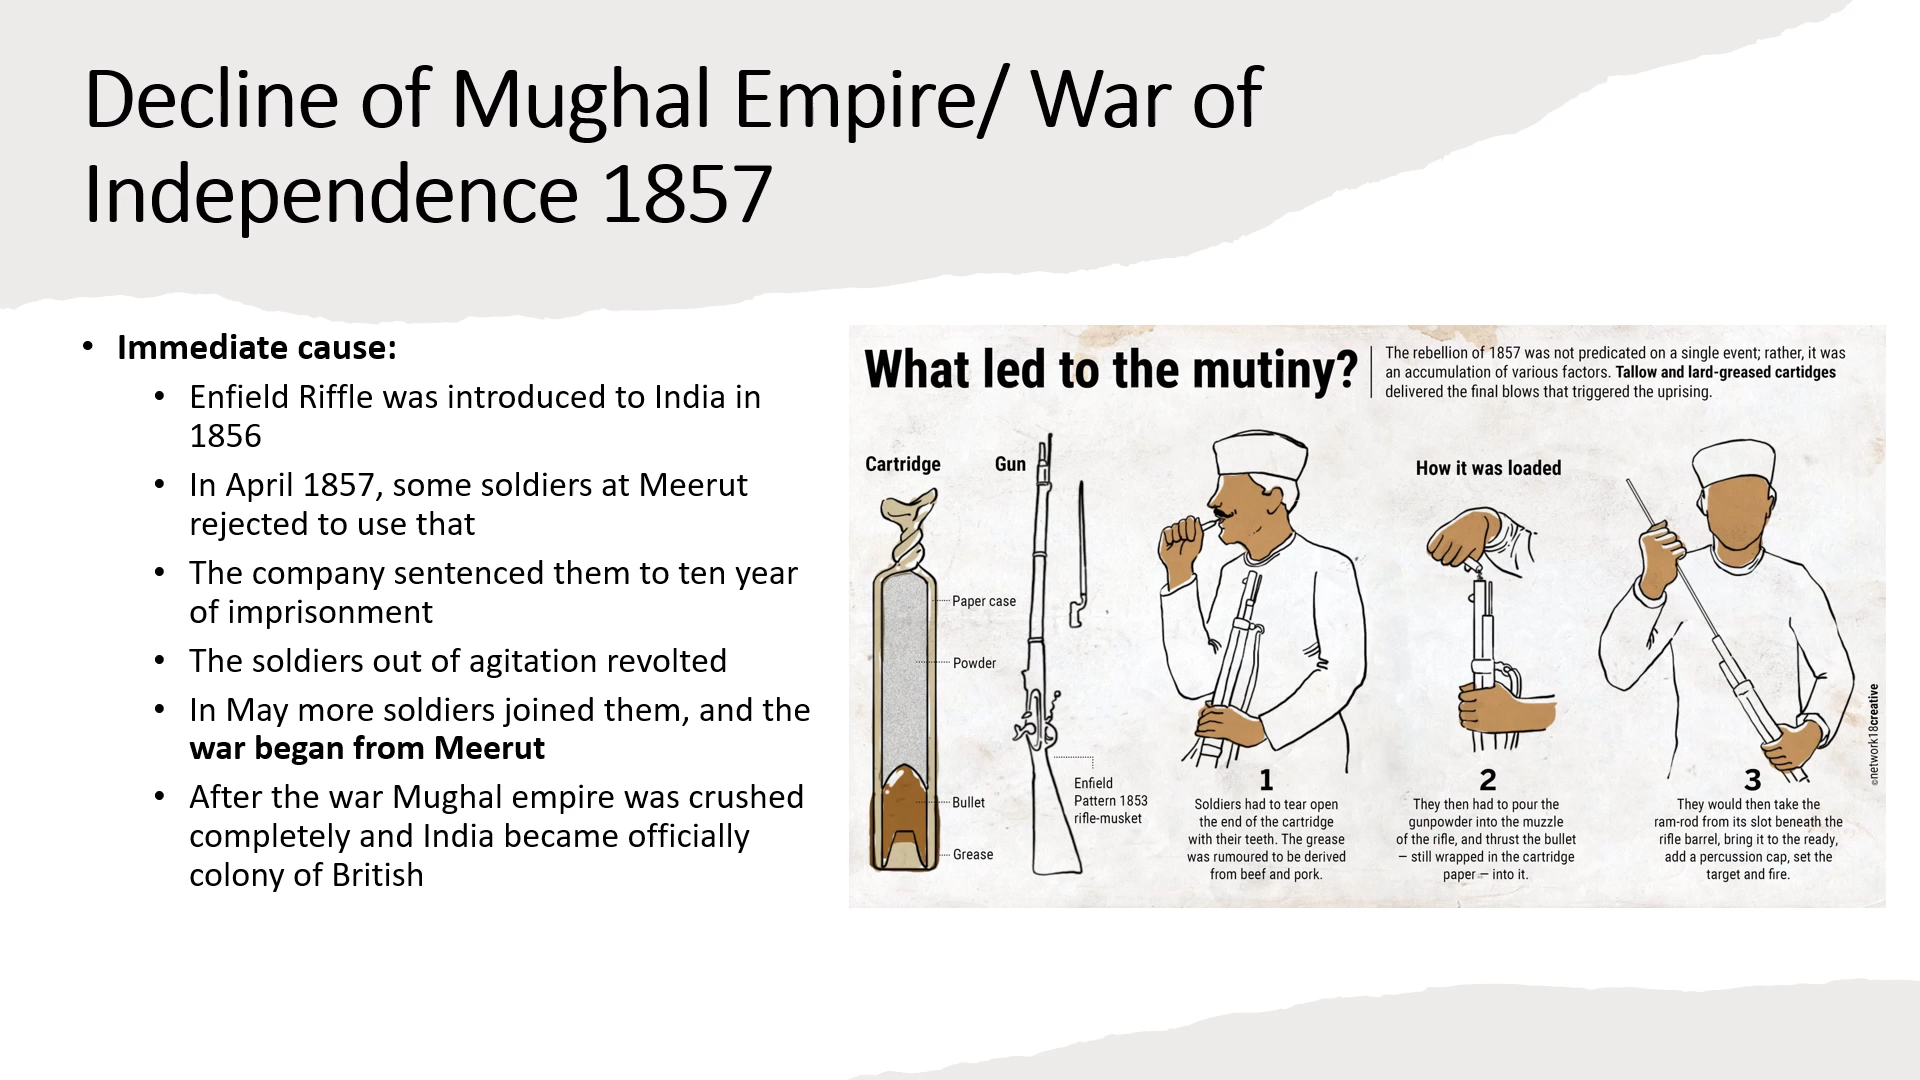 Decline of Mughal Empire/ War of
Independence 1857
• Immediate cause:
• Enfield Riffle was introduced to India in
1856
• In April 1857, some soldiers at Meerut
rejected to use that
• The company sentenced them to ten year
of imprisonment
• The soldiers out of agitation revolted
• In May more soldiers joined them, and the
war began from Meerut
• After the war Mughal empire was crushed
completely and India became officially
colony of British
What led to the mutiny?
The rebellion of 1857 was not predicated on a single event; rather, it was
an accumulation of various factors. Tallow and lard-greased cartidges
delivered the final blows that triggered the uprising.
Cartridge
Gun
How it was loaded
Paper case
Powder
Bullet
Grease
Enfield
Pattern 1853
rifle-musket
1
Soldiers had to tear open
the end of the cartridge
with their teeth. The grease
was rumoured to be derived
from beef and pork.
2
They then had to pour the
gunpowder into the muzzle
of the rifle, and thrust the bullet
– still wrapped in the cartridge
paper – into it.
3
They would then take the
ram-rod from its slot beneath the
rifle barrel, bring it to the ready,
add a percussion cap, set the
target and fire.
©network18creative